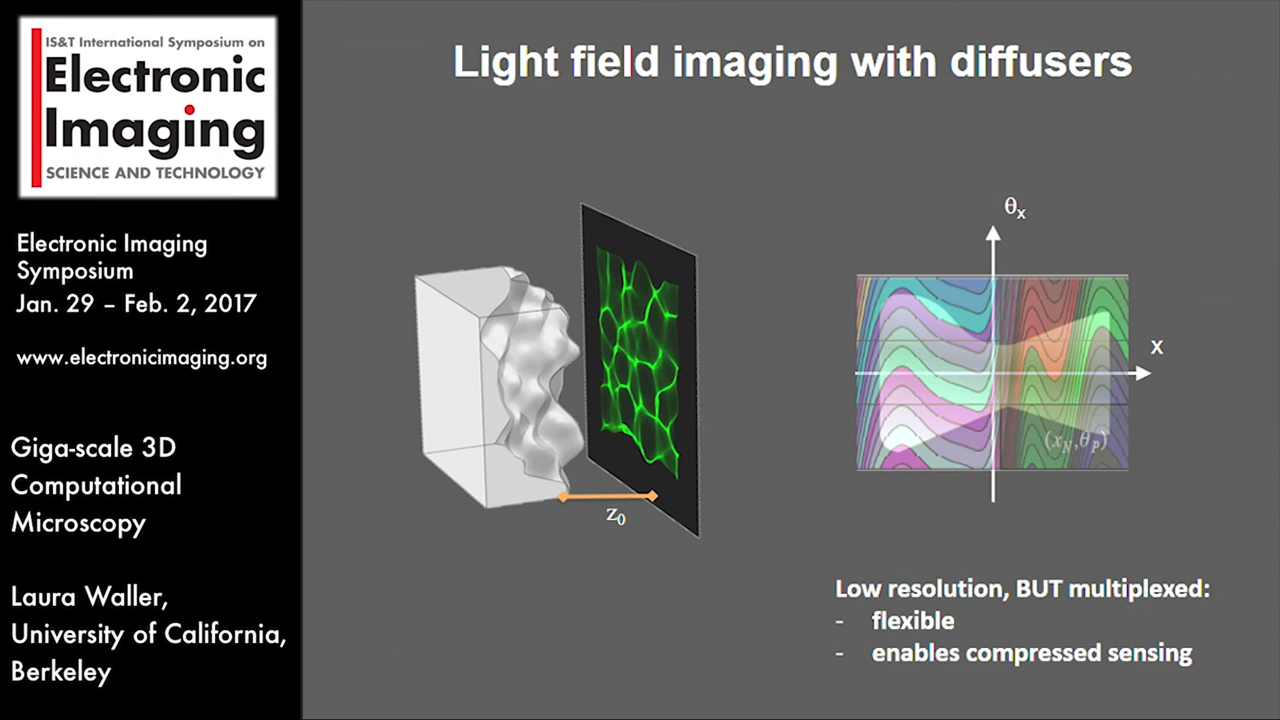 IS&T International Symposium on
Electronic
Imaging
SCIENCE AND TECHNOLOGY
Electronic Imaging
Symposium
Jan. 29 – Feb. 2, 2017
www.electronicimaging.org
Giga-scale 3D
Computational
Microscopy
Laura Waller,
University of California,
Berkeley
Light field imaging with diffusers
z₀
θₓ
x
(x_N, θ_P)
Low resolution, BUT multiplexed:
- flexible
- enables compressed sensing